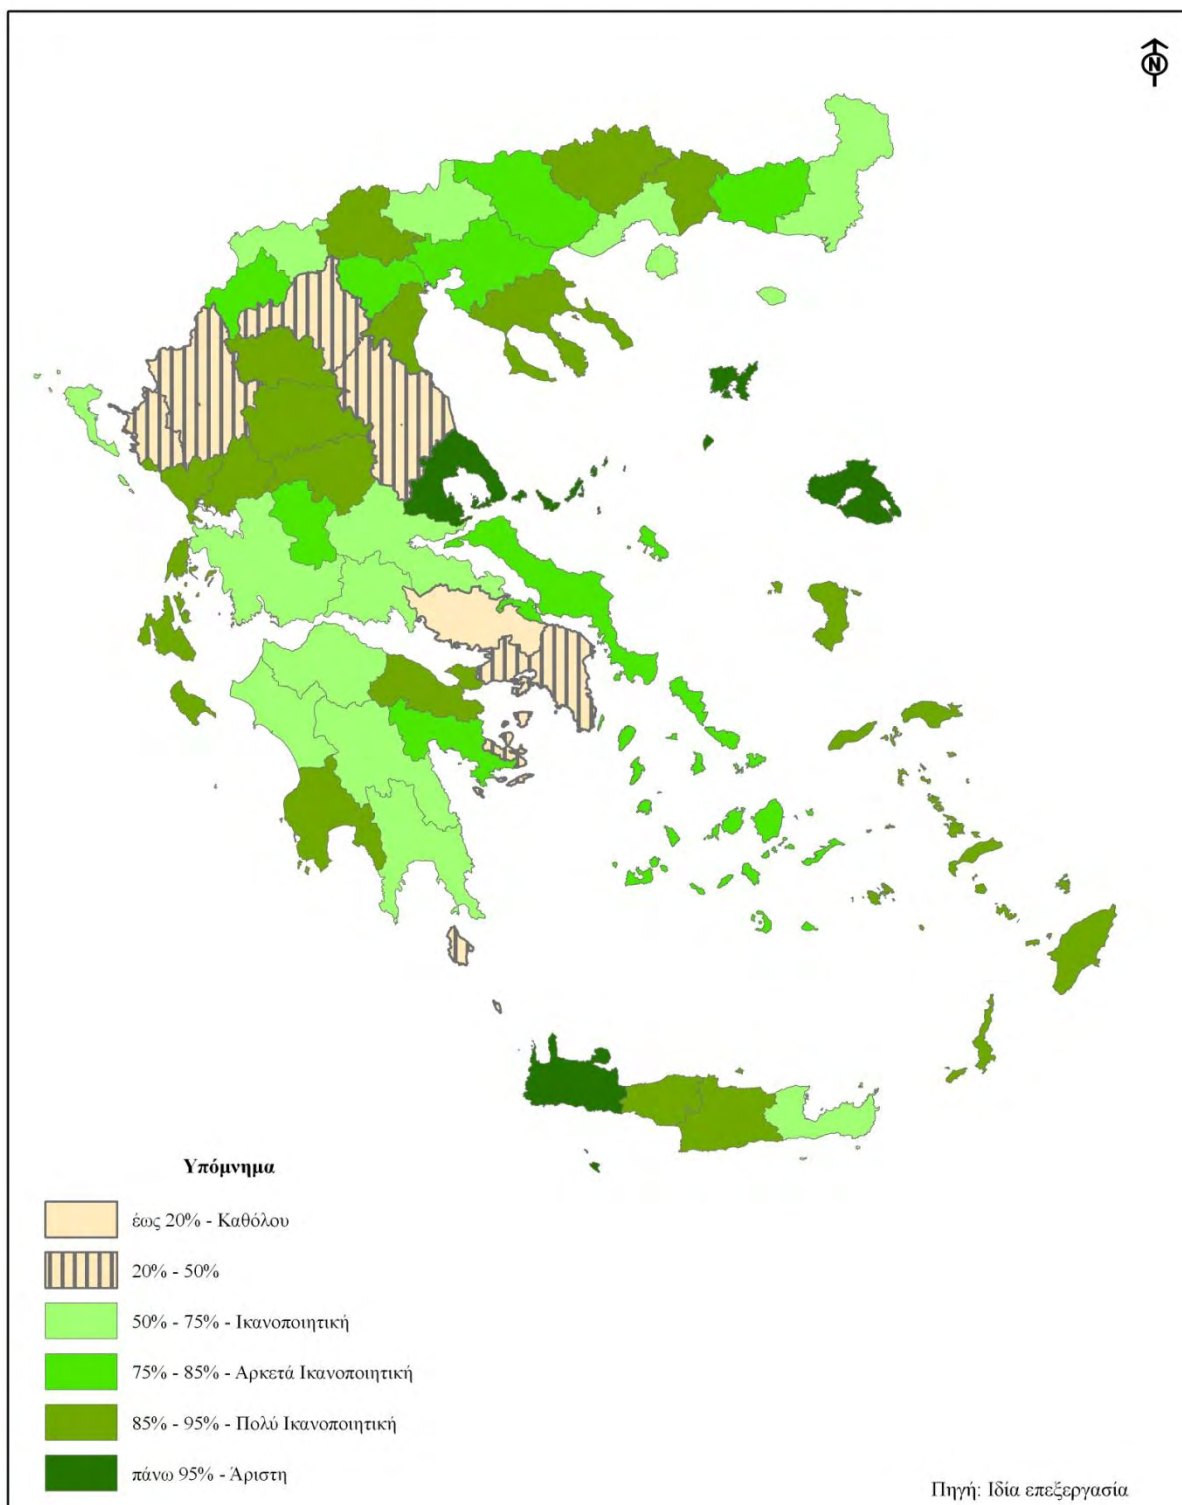 N
Υπόμνημα
έως 20% - Καθόλου
20% - 50%
50% - 75% - Ικανοποιητική
75% - 85% - Αρκετά Ικανοποιητική
85% - 95% - Πολύ Ικανοποιητική
πάνω 95% - Άριστη
Πηγή: Ιδία επεξεργασία